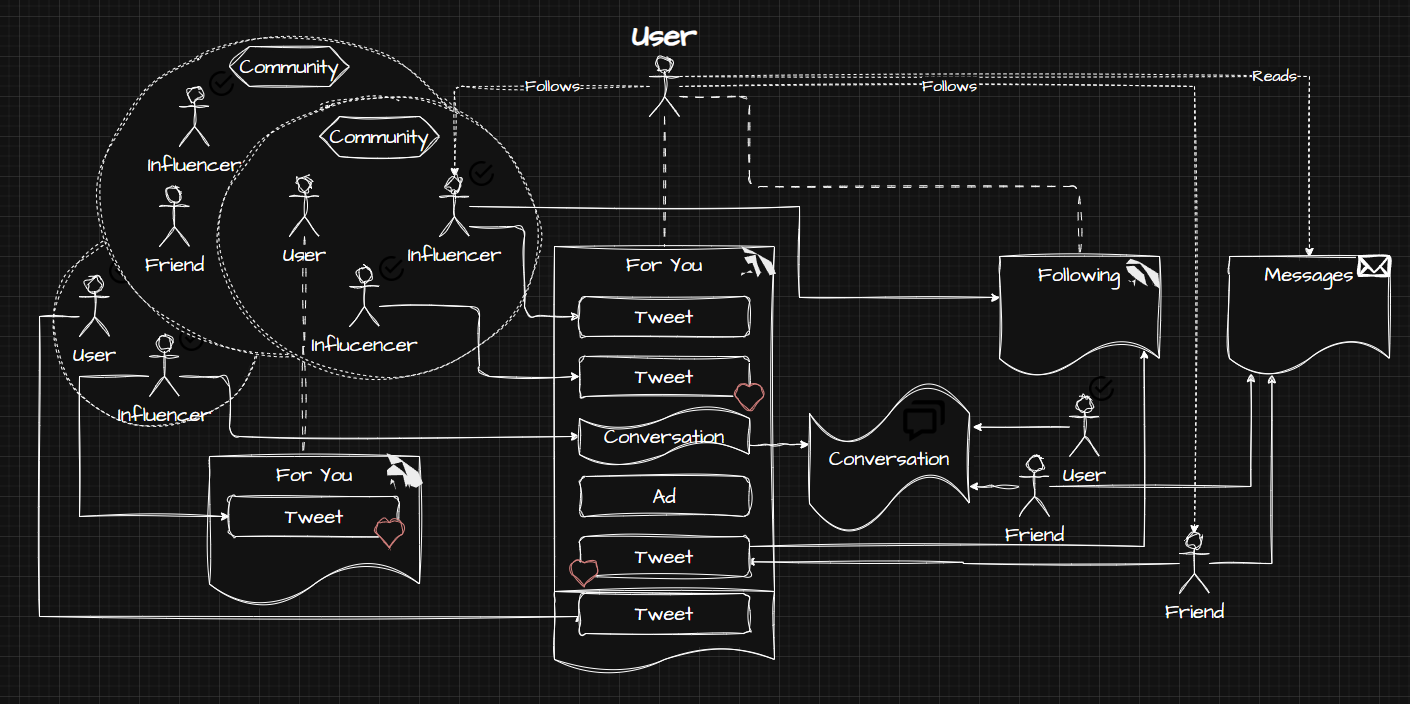 User
Community
Follows
Follows
Reads
Community
Influencer
Friend
User
Influencer
For You
Following
Messages
Tweet
Influcencer
User
Tweet
Influencer
Conversation
Conversation
For You
User
Ad
Tweet
Friend
Tweet
Friend
Tweet